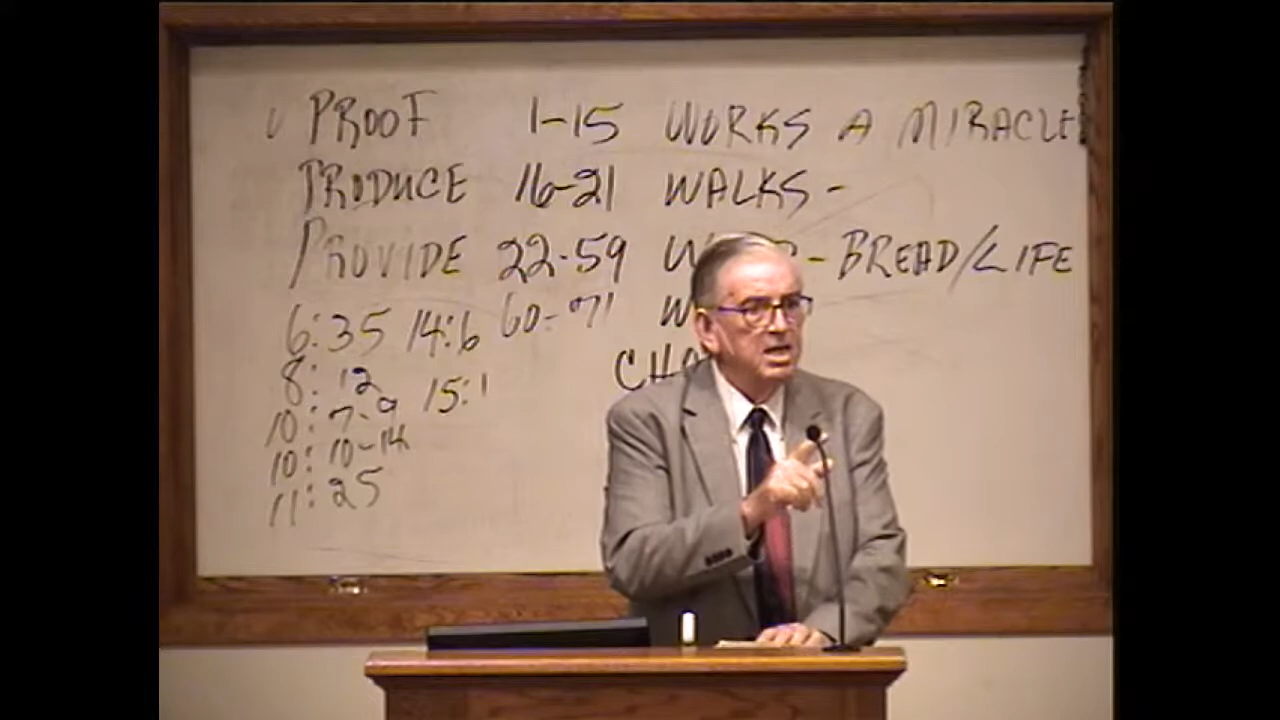 PROOF 1-15 WORKS A MIRACLE
PRODUCE 16-21 WALKS -
PROVIDE 22-59 - BREAD/LIFE
6:35 14:6 60-71
8:12 15:1
10:7-9
10:10-14
11:25